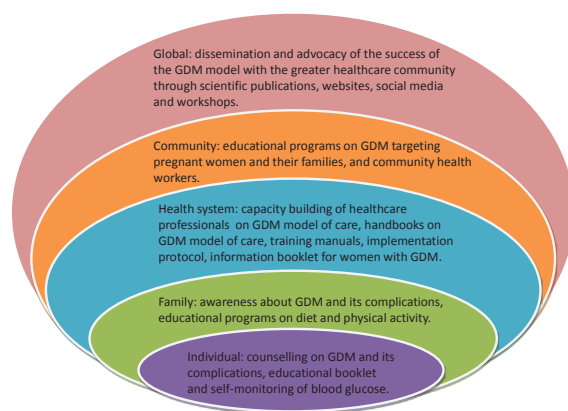 Global: dissemination and advocacy of the success of
the GDM model with the greater healthcare community
through scientific publications, websites, social media
and workshops.
Community: educational programs on GDM targeting
pregnant women and their families, and community health
workers.
Health system: capacity building of healthcare
professionals on GDM model of care, handbooks on
GDM model of care, training manuals, implementation
protocol, information booklet for women with GDM.
Family: awareness about GDM and its complications,
educational programs on diet and physical activity.
Individual: counselling on GDM and its
complications, educational booklet
and self-monitoring of blood glucose.